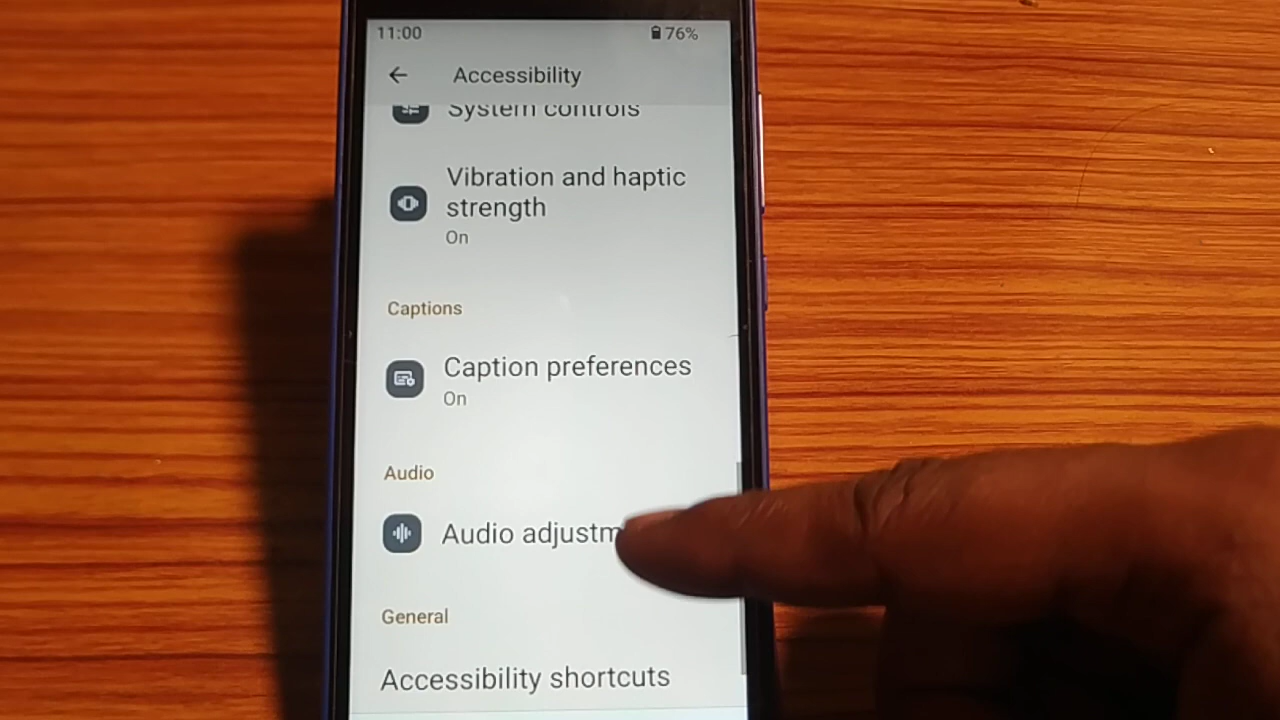 11:00 76%
Accessibility
System controls
Vibration and haptic
strength
On
Captions
Caption preferences
On
Audio
Audio adjustm
General
Accessibility shortcuts